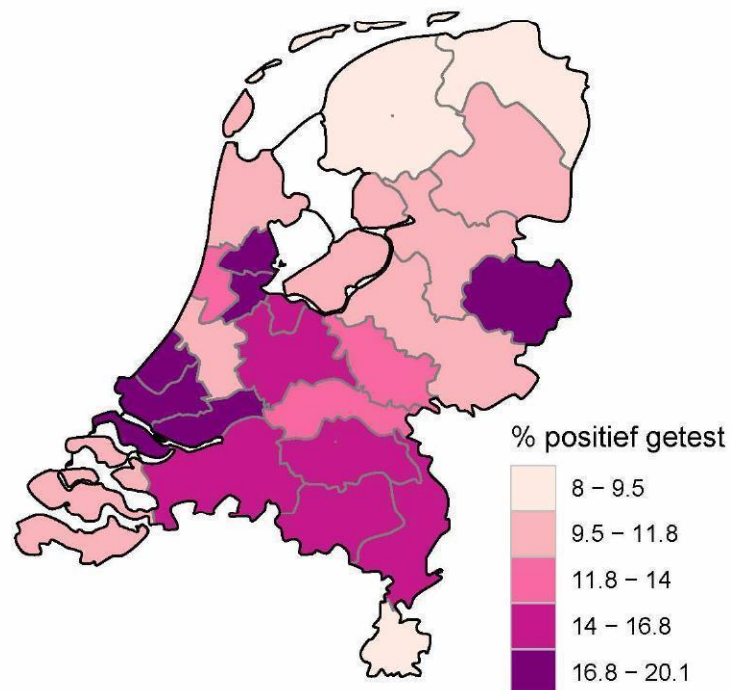 % positief getest
8 − 9.5
9.5 − 11.8
11.8 − 14
14 − 16.8
16.8 − 20.1